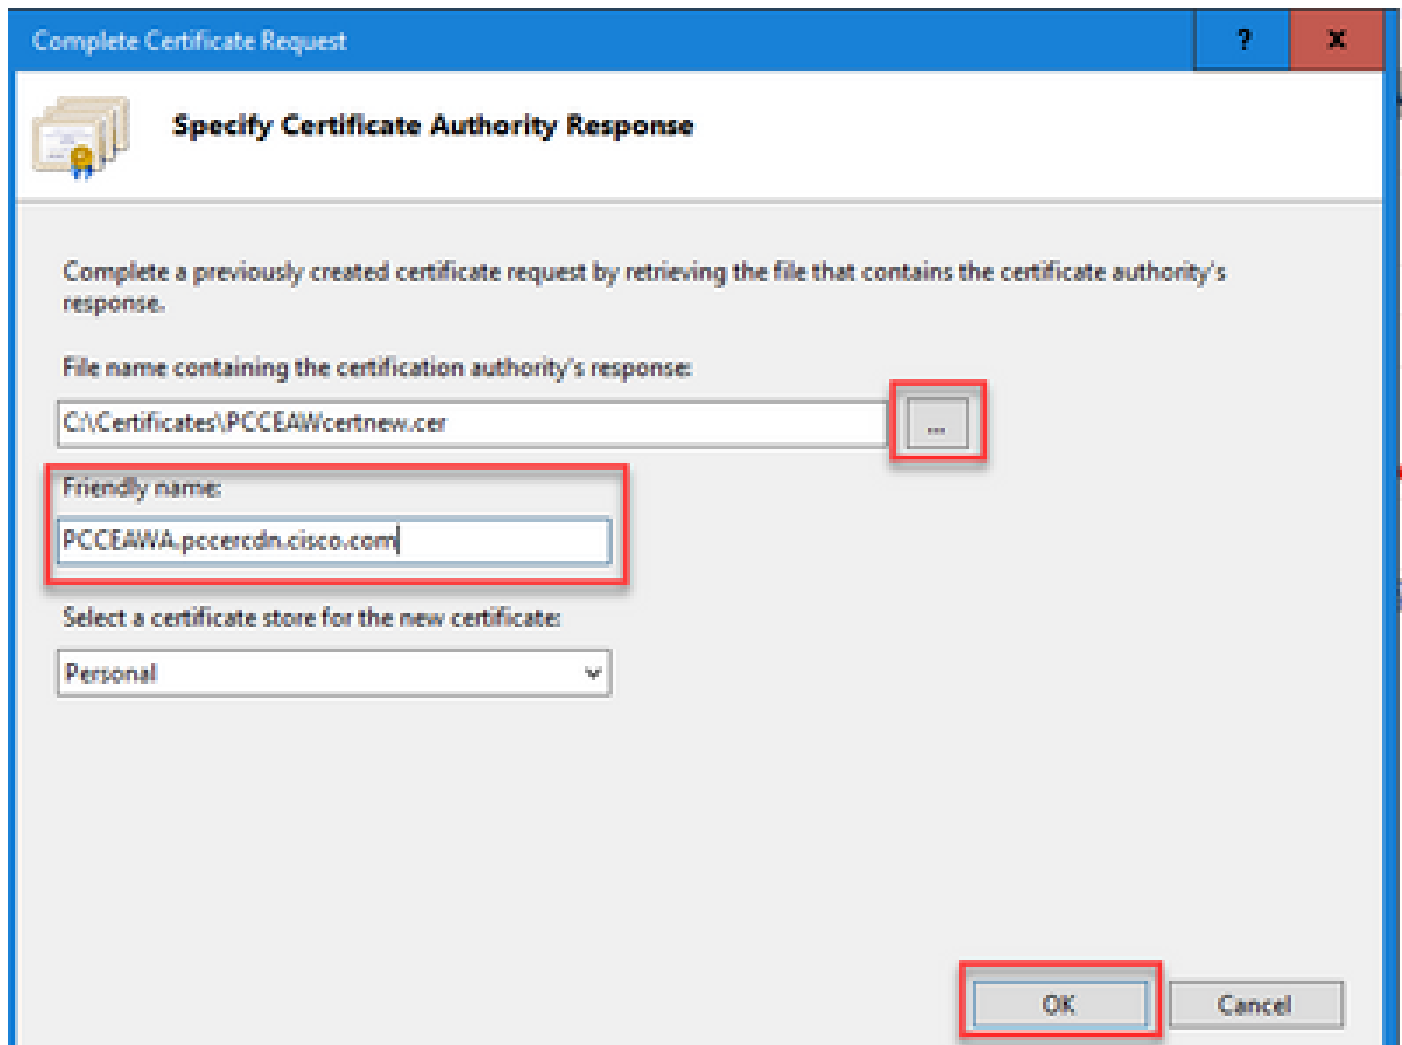 Complete Certificate Request
?
x
Specify Certificate Authority Response
Complete a previously created certificate request by retrieving the file that contains the certificate authority's
response.
File name containing the certification authority's response:
C:\Certificates\PCCEAWcertnew.cer
...
Friendly name:
PCCEAWA.pccercdn.cisco.com
Select a certificate store for the new certificate:
Personal
OK
Cancel